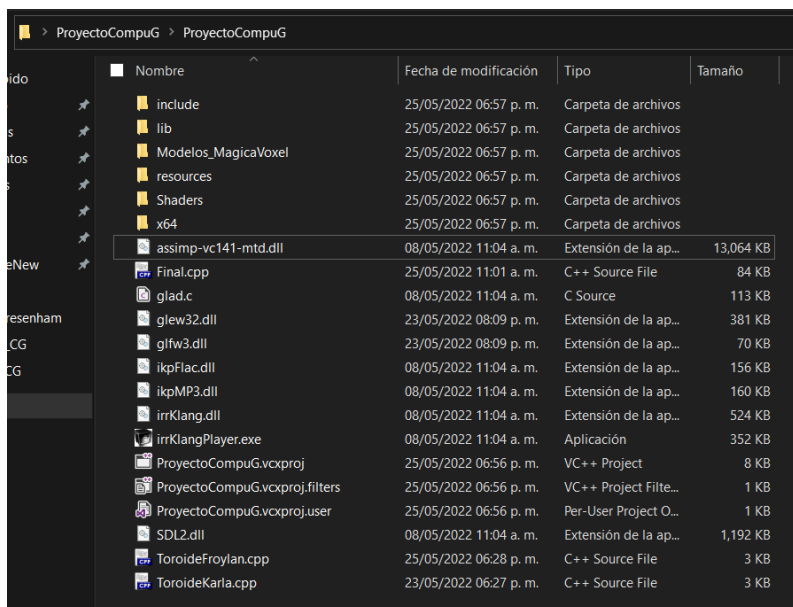 > ProyectoCompuG > ProyectoCompuG
Nombre Fecha de modificación Tipo Tamaño
ido
include 25/05/2022 06:57 p. m. Carpeta de archivos
lib 25/05/2022 06:57 p. m. Carpeta de archivos
s
Modelos_MagicaVoxel 25/05/2022 06:57 p. m. Carpeta de archivos
ntos
resources 25/05/2022 06:57 p. m. Carpeta de archivos
s
Shaders 25/05/2022 06:57 p. m. Carpeta de archivos
x64 25/05/2022 06:57 p. m. Carpeta de archivos
assimp-vc141-mtd.dll 08/05/2022 11:04 a. m. Extensión de la ap... 13,064 KB
eNew
Final.cpp 25/05/2022 11:01 a. m. C++ Source File 84 KB
glad.c 08/05/2022 11:04 a. m. C Source 113 KB
resenham
glew32.dll 23/05/2022 08:09 p. m. Extensión de la ap... 381 KB
_CG
glfw3.dll 23/05/2022 08:09 p. m. Extensión de la ap... 70 KB
CG
ikpFlac.dll 08/05/2022 11:04 a. m. Extensión de la ap... 156 KB
ikpMP3.dll 08/05/2022 11:04 a. m. Extensión de la ap... 160 KB
irrKlang.dll 08/05/2022 11:04 a. m. Extensión de la ap... 524 KB
irrKlangPlayer.exe 08/05/2022 11:04 a. m. Aplicación 352 KB
ProyectoCompuG.vcxproj 25/05/2022 06:56 p. m. VC++ Project 8 KB
ProyectoCompuG.vcxproj.filters 25/05/2022 06:56 p. m. VC++ Project Filte... 1 KB
ProyectoCompuG.vcxproj.user 25/05/2022 06:56 p. m. Per-User Project O... 1 KB
SDL2.dll 08/05/2022 11:04 a. m. Extensión de la ap... 1,192 KB
ToroideFroylan.cpp 25/05/2022 06:28 p. m. C++ Source File 3 KB
ToroideKarla.cpp 23/05/2022 06:27 p. m. C++ Source File 3 KB